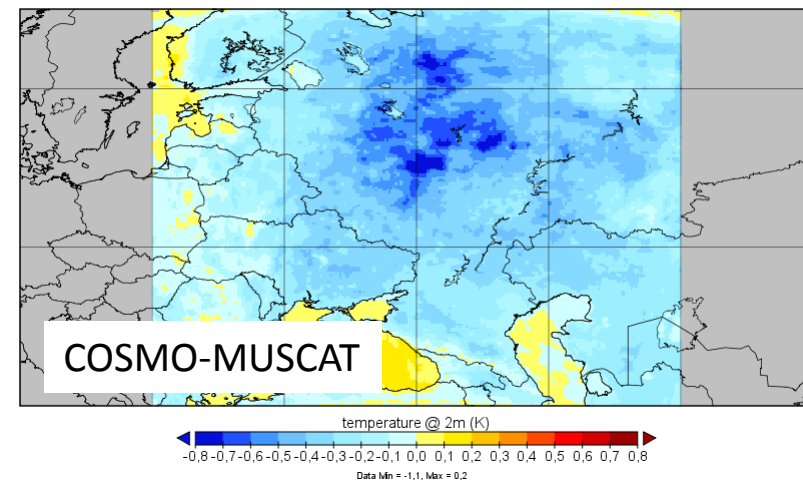 COSMO-MUSCAT
temperature @ 2m (K)
-0,8 -0,7 -0,6 -0,5 -0,4 -0,3 -0,2 -0,1 0,0 0,1 0,2 0,3 0,4 0,5 0,6 0,7 0,8
Data Min = -1,1, Max = 0,2